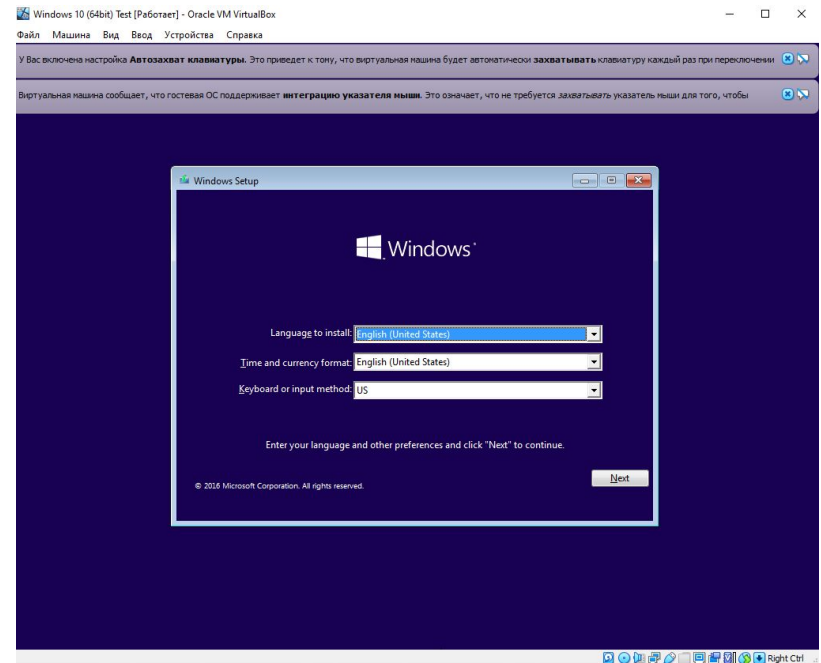 Windows 10 (64bit) Test [Работает] - Oracle VM VirtualBox
Файл Машина Вид Ввод Устройства Справка
У Вас включена настройка Автозахват клавиатуры. Это приведет к тому, что виртуальная машина будет автоматически захватывать клавиатуру каждый раз при переключении
Виртуальная машина сообщает, что гостевая ОС поддерживает интеграцию указателя мыши. Это означает, что не требуется захватывать указатель мыши для того, чтобы
Windows Setup
Windows
Language to install: English (United States)
Time and currency format: English (United States)
Keyboard or input method: US
Enter your language and other preferences and click "Next" to continue.
Next
© 2016 Microsoft Corporation. All rights reserved.
Right Ctrl